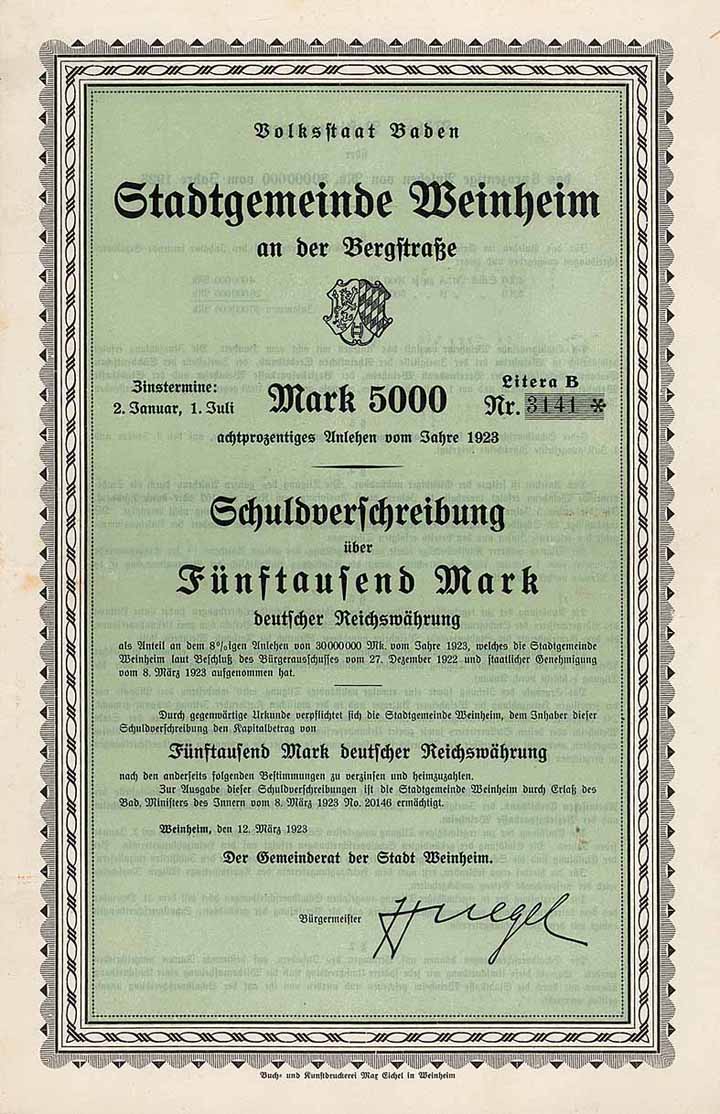 Volksstaat Baden
Stadtgemeinde Weinheim
an der Bergstraße
Zinstermine:
2. Januar, 1. Juli
Mark 5000
Litera B
Nr. 3141 *
achtprozentiges Anlehen vom Jahre 1923
Schuldverschreibung
über
Fünftausend Mark
deutscher Reichswährung
als Anteil an dem 8%igen Anlehen von 30000000 Mk. vom Jahre 1923, welches die Stadtgemeinde
Weinheim laut Beschluß des Bürgerausschusses vom 27. Dezember 1922 und staatlicher Genehmigung
vom 8. März 1923 aufgenommen hat.
Durch gegenwärtige Urkunde verpflichtet sich die Stadtgemeinde Weinheim, dem Inhaber dieser
Schuldverschreibung den Kapitalbetrag von
Fünftausend Mark deutscher Reichswährung
nach den anderseits folgenden Bestimmungen zu verzinsen und heimzuzahlen.
Zur Ausgabe dieser Schuldverschreibungen ist die Stadtgemeinde Weinheim durch Erlaß des
Bad. Ministers des Innern vom 8. März 1923 No. 20146 ermächtigt.
Weinheim, den 12. März 1923
Der Gemeinderat der Stadt Weinheim.
Bürgermeister Huegel
Buch- und Kunstdruckerei Max Eichel in Weinheim